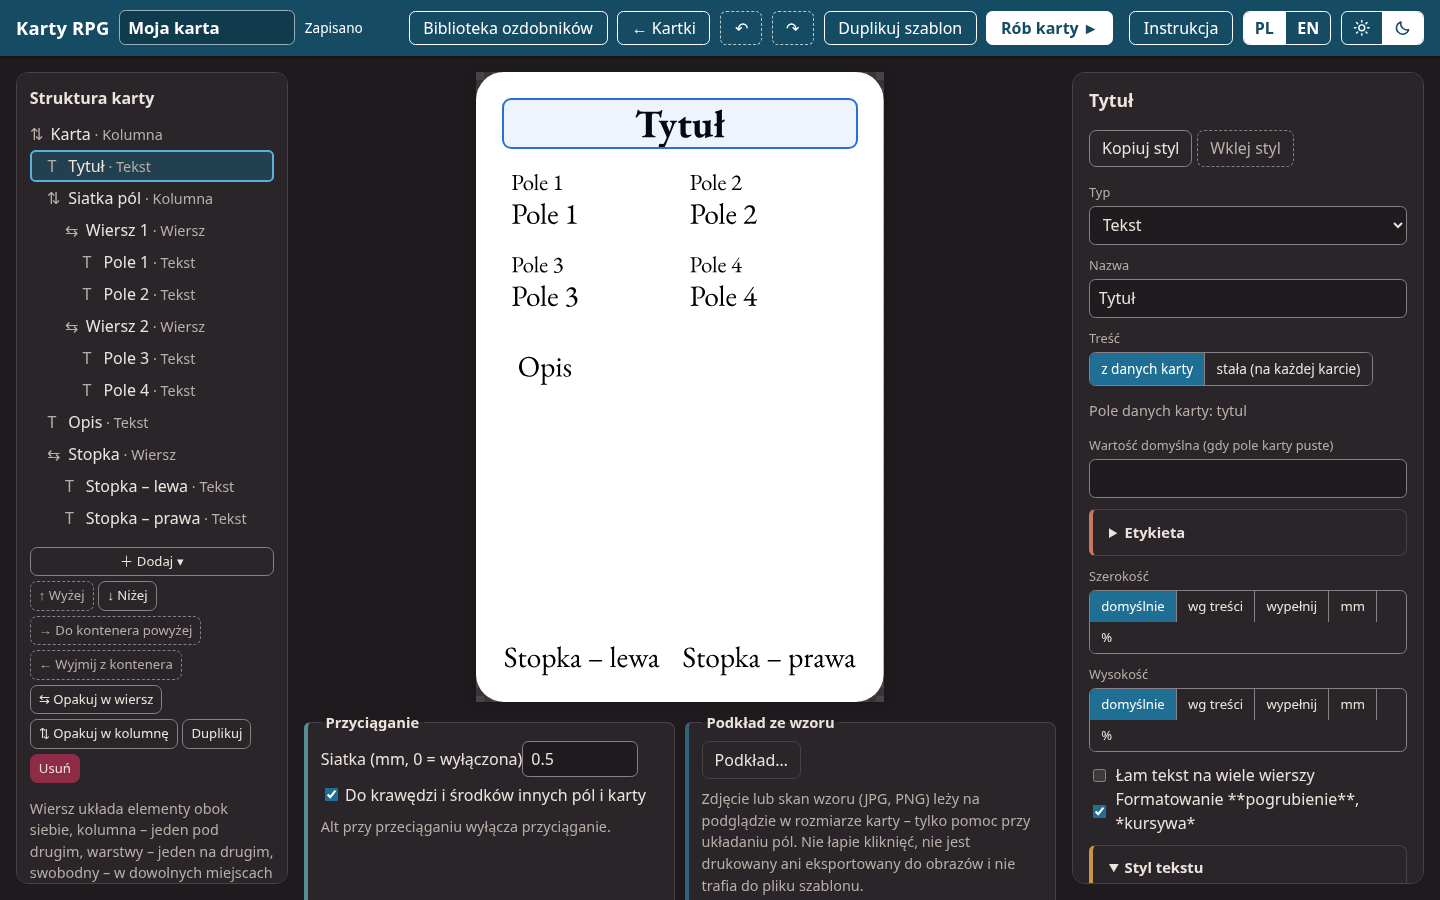 Karty RPG
Moja karta
Zapisano
Biblioteka ozdobników
← Kartki
↶
↷
Duplikuj szablon
Rób karty ►
Instrukcja
PL
EN
Struktura karty
⇅ Karta · Kolumna
T Tytuł · Tekst
⇅ Siatka pól · Kolumna
⇆ Wiersz 1 · Wiersz
T Pole 1 · Tekst
T Pole 2 · Tekst
⇆ Wiersz 2 · Wiersz
T Pole 3 · Tekst
T Pole 4 · Tekst
T Opis · Tekst
⇆ Stopka · Wiersz
T Stopka – lewa · Tekst
T Stopka – prawa · Tekst
＋ Dodaj ▾
↑ Wyżej
↓ Niżej
→ Do kontenera powyżej
← Wyjmij z kontenera
⇆ Opakuj w wiersz
⇅ Opakuj w kolumnę
Duplikuj
Usuń
Wiersz układa elementy obok
siebie, kolumna – jeden pod
drugim, warstwy – jeden na drugim,
swobodny – w dowolnych miejscach
Tytuł
Pole 1
Pole 2
Pole 1
Pole 2
Pole 3
Pole 4
Pole 3
Pole 4
Opis
Stopka – lewa
Stopka – prawa
Przyciąganie
Siatka (mm, 0 = wyłączona)
0.5
Do krawędzi i środków innych pól i karty
Alt przy przeciąganiu wyłącza przyciąganie.
Podkład ze wzoru
Podkład…
Zdjęcie lub skan wzoru (JPG, PNG) leży na
podglądzie w rozmiarze karty – tylko pomoc przy
układaniu pól. Nie łapie kliknięć, nie jest
drukowany ani eksportowany do obrazów i nie
trafia do pliku szablonu.
Tytuł
Kopiuj styl
Wklej styl
Typ
Tekst
Nazwa
Tytuł
Treść
z danych karty
stała (na każdej karcie)
Pole danych karty: tytul
Wartość domyślna (gdy pole karty puste)
► Etykieta
Szerokość
domyślnie
wg treści
wypełnij
mm
%
Wysokość
domyślnie
wg treści
wypełnij
mm
%
Łam tekst na wiele wierszy
Formatowanie **pogrubienie**,
*kursywa*
▼ Styl tekstu